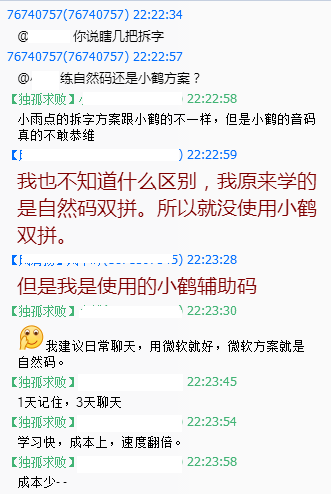 76740757(76740757) 22:22:34
@ 你说瞎几把拆字
76740757(76740757) 22:22:57
@ 练自然码还是小鹤方案？
【独孤求败】 22:22:58
小雨点的拆字方案跟小鹤的不一样，但是小鹤的音码
真的不敢恭维
【 ) 22:22:59
我也不知道什么区别，我原来学的
是自然码双拼。所以就没使用小鹤
双拼。
22:23:28
但是我是使用的小鹤辅助码
【独孤求败】 22:23:30
我建议日常聊天，用微软就好，微软方案就是
自然码。
【独孤求败】 22:23:45
1天记住，3天聊天
【独孤求败】 22:23:54
学习快，成本上，速度翻倍。
【独孤求败】 22:23:58
成本少--